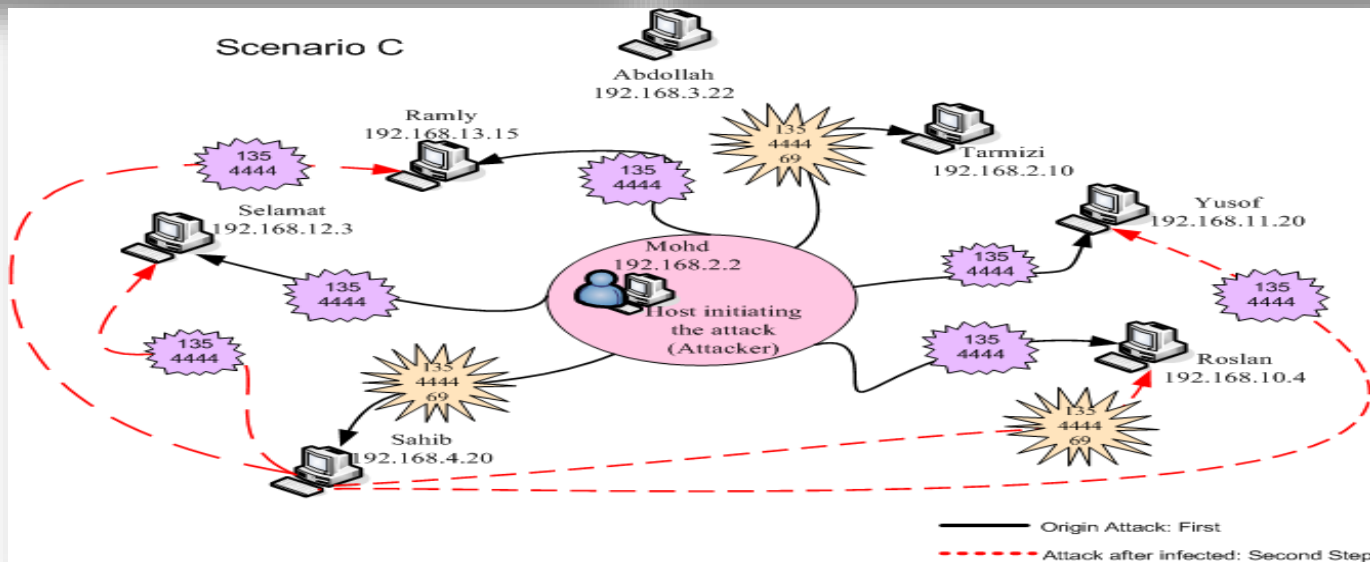 Scenario C
Abdollah
192.168.3.22
Ramly
192.168.13.15
135
4444
69
Tarmizi
192.168.2.10
135
4444
135
4444
Selamat
192.168.12.3
Yusof
192.168.11.20
Mohd
192.168.2.2
Host initiating
the attack
(Attacker)
135
4444
135
4444
135
4444
135
4444
135
4444
Roslan
192.168.10.4
135
4444
69
135
4444
69
Sahib
192.168.4.20
Origin Attack: First
Attack after infected: Second Step